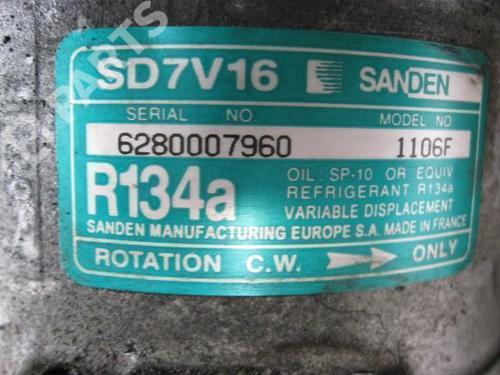 PARTS
SD7V16 SANDEN
SERIAL NO MODEL NO
6280007960 1106F
R134a
OIL: SP-10 OR EQUIV
REFRIGERANT. R134a
VARIABLE DISPLACEMENT
SANDEN MANUFACTURING EUROPE S.A. MADE IN FRANCE
ROTATION C.W. ONLY